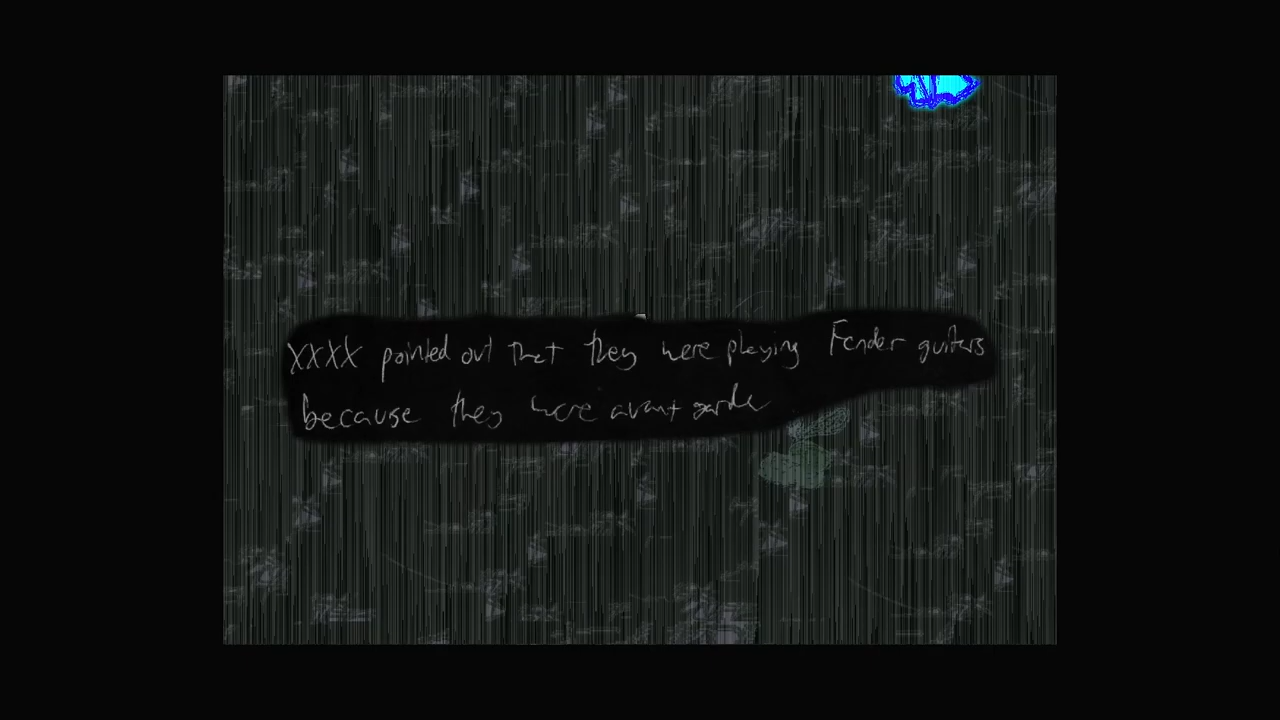 XXXX pointed out that they were playing Fender guitars
because they were avant garde